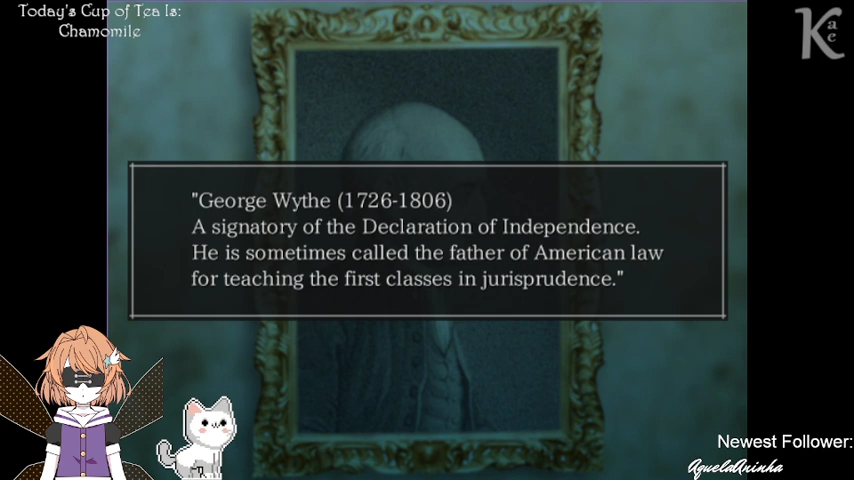 Today's Cup of Tea Is:
Chamomile
Kae
"George Wythe (1726-1806)
A signatory of the Declaration of Independence.
He is sometimes called the father of American law
for teaching the first classes in jurisprudence."
Newest Follower:
AquelaAninha